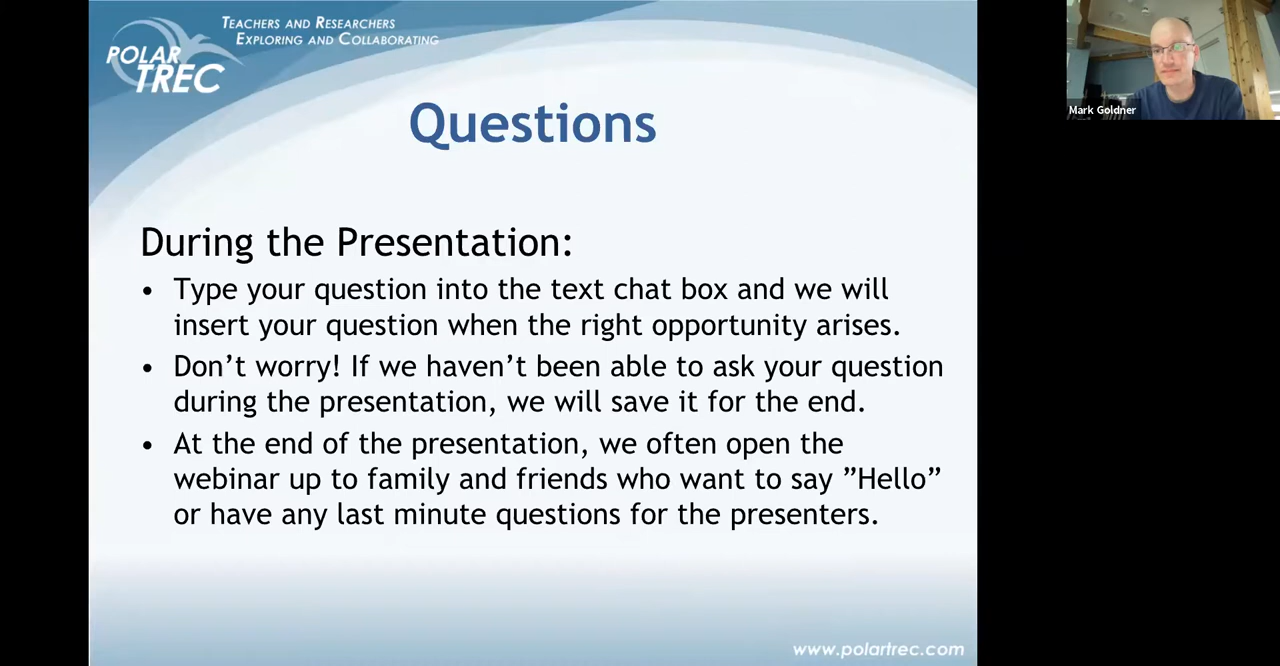 TEACHERS AND RESEARCHERS
EXPLORING AND COLLABORATING
POLAR
TREC
Mark Goldner
Questions
During the Presentation:
• Type your question into the text chat box and we will
insert your question when the right opportunity arises.
• Don’t worry! If we haven’t been able to ask your question
during the presentation, we will save it for the end.
• At the end of the presentation, we often open the
webinar up to family and friends who want to say ”Hello”
or have any last minute questions for the presenters.
www.polartrec.com